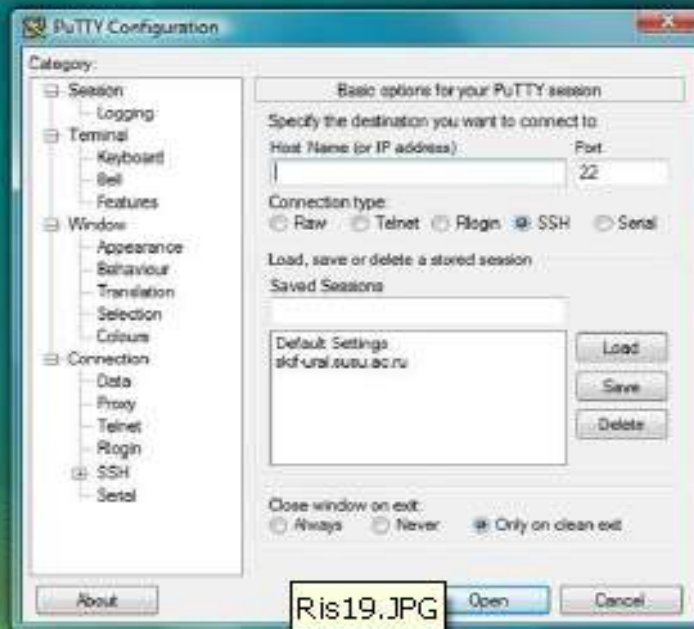 PuTTY Configuration
Category:
Session
Logging
Terminal
Keyboard
Bell
Features
Window
Appearance
Behaviour
Translation
Selection
Colours
Connection
Data
Proxy
Telnet
Rlogin
SSH
Serial
Basic options for your PuTTY session
Specify the destination you want to connect to
Host Name (or IP address) Port
22
Connection type:
Raw Telnet Rlogin SSH Serial
Load, save or delete a stored session
Saved Sessions
Default Settings
skif-ural.susu.ac.ru
Load
Save
Delete
Close window on exit:
Always Never Only on clean exit
About Open Cancel
Ris19.JPG